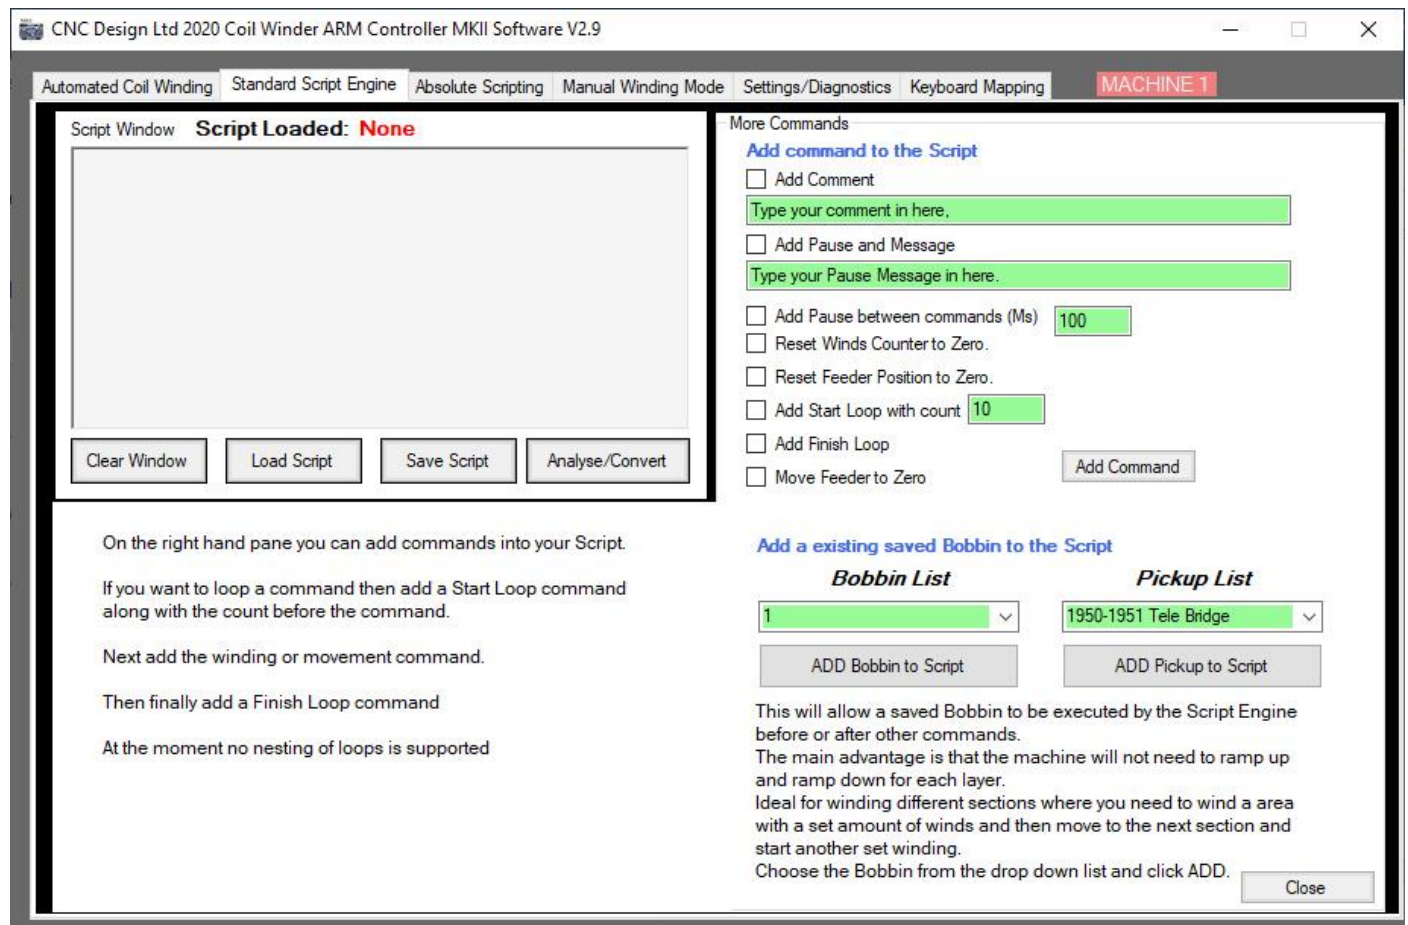 CNC Design Ltd 2020 Coil Winder ARM Controller MKII Software V2.9
Automated Coil Winding
Standard Script Engine
Absolute Scripting
Manual Winding Mode
Settings/Diagnostics
Keyboard Mapping
MACHINE 1
Script Window
Script Loaded: None
Clear Window
Load Script
Save Script
Analyse/Convert
On the right hand pane you can add commands into your Script.
If you want to loop a command then add a Start Loop command
along with the count before the command.
Next add the winding or movement command.
Then finally add a Finish Loop command
At the moment no nesting of loops is supported
More Commands
Add command to the Script
Add Comment
Type your comment in here,
Add Pause and Message
Type your Pause Message in here.
Add Pause between commands (Ms)
100
Reset Winds Counter to Zero.
Reset Feeder Position to Zero.
Add Start Loop with count
10
Add Finish Loop
Move Feeder to Zero
Add Command
Add a existing saved Bobbin to the Script
Bobbin List
Pickup List
1
1950-1951 Tele Bridge
ADD Bobbin to Script
ADD Pickup to Script
This will allow a saved Bobbin to be executed by the Script Engine
before or after other commands.
The main advantage is that the machine will not need to ramp up
and ramp down for each layer.
Ideal for winding different sections where you need to wind a area
with a set amount of winds and then move to the next section and
start another set winding.
Choose the Bobbin from the drop down list and click ADD.
Close